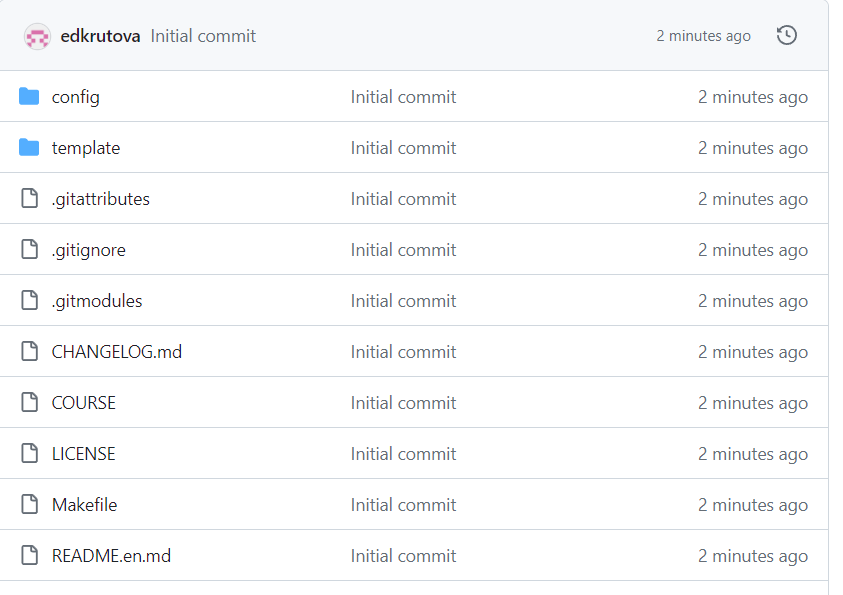 edkrutova Initial commit 2 minutes ago
config Initial commit 2 minutes ago
template Initial commit 2 minutes ago
.gitattributes Initial commit 2 minutes ago
.gitignore Initial commit 2 minutes ago
.gitmodules Initial commit 2 minutes ago
CHANGELOG.md Initial commit 2 minutes ago
COURSE Initial commit 2 minutes ago
LICENSE Initial commit 2 minutes ago
Makefile Initial commit 2 minutes ago
README.en.md Initial commit 2 minutes ago